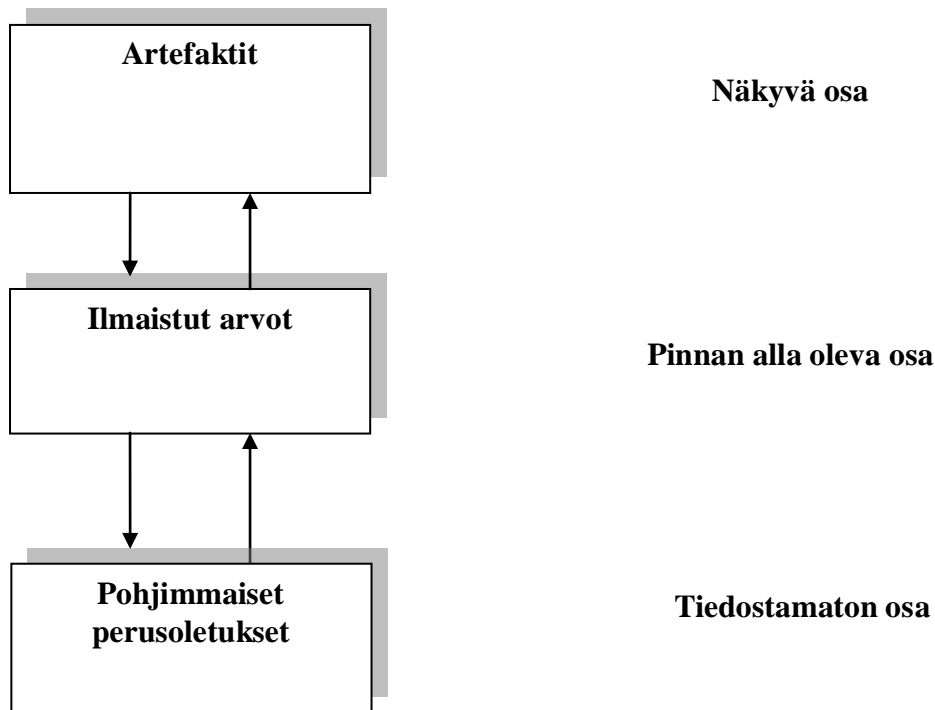 Artefaktit
Näkyvä osa
Ilmaistut arvot
Pinnan alla oleva osa
Pohjimmaiset
perusoletukset
Tiedostamaton osa